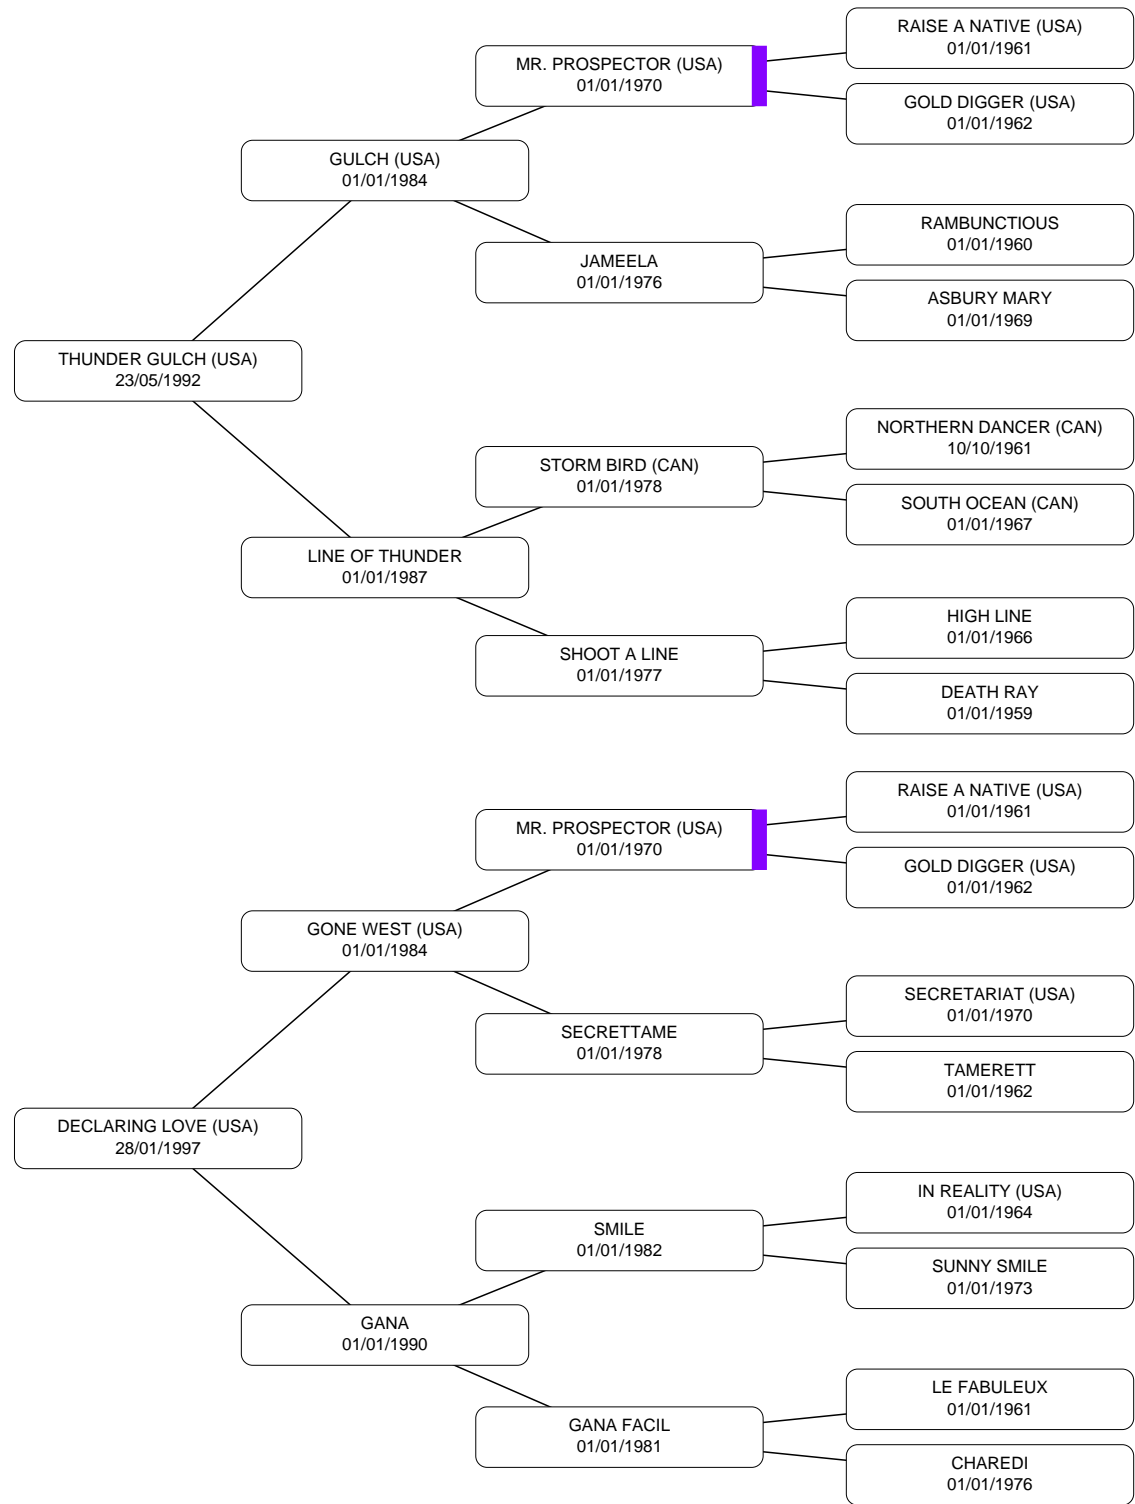 RAISE A NATIVE (USA)
01/01/1961
MR. PROSPECTOR (USA)
01/01/1970
GOLD DIGGER (USA)
01/01/1962
GULCH (USA)
01/01/1984
RAMBUNCTIOUS
01/01/1960
JAMEELA
01/01/1976
ASBURY MARY
01/01/1969
THUNDER GULCH (USA)
23/05/1992
NORTHERN DANCER (CAN)
10/10/1961
STORM BIRD (CAN)
01/01/1978
SOUTH OCEAN (CAN)
01/01/1967
LINE OF THUNDER
01/01/1987
HIGH LINE
01/01/1966
SHOOT A LINE
01/01/1977
DEATH RAY
01/01/1959
RAISE A NATIVE (USA)
01/01/1961
MR. PROSPECTOR (USA)
01/01/1970
GOLD DIGGER (USA)
01/01/1962
GONE WEST (USA)
01/01/1984
SECRETARIAT (USA)
01/01/1970
SECRETTAME
01/01/1978
TAMERETT
01/01/1962
DECLARING LOVE (USA)
28/01/1997
IN REALITY (USA)
01/01/1964
SMILE
01/01/1982
SUNNY SMILE
01/01/1973
GANA
01/01/1990
LE FABULEUX
01/01/1961
GANA FACIL
01/01/1981
CHAREDI
01/01/1976